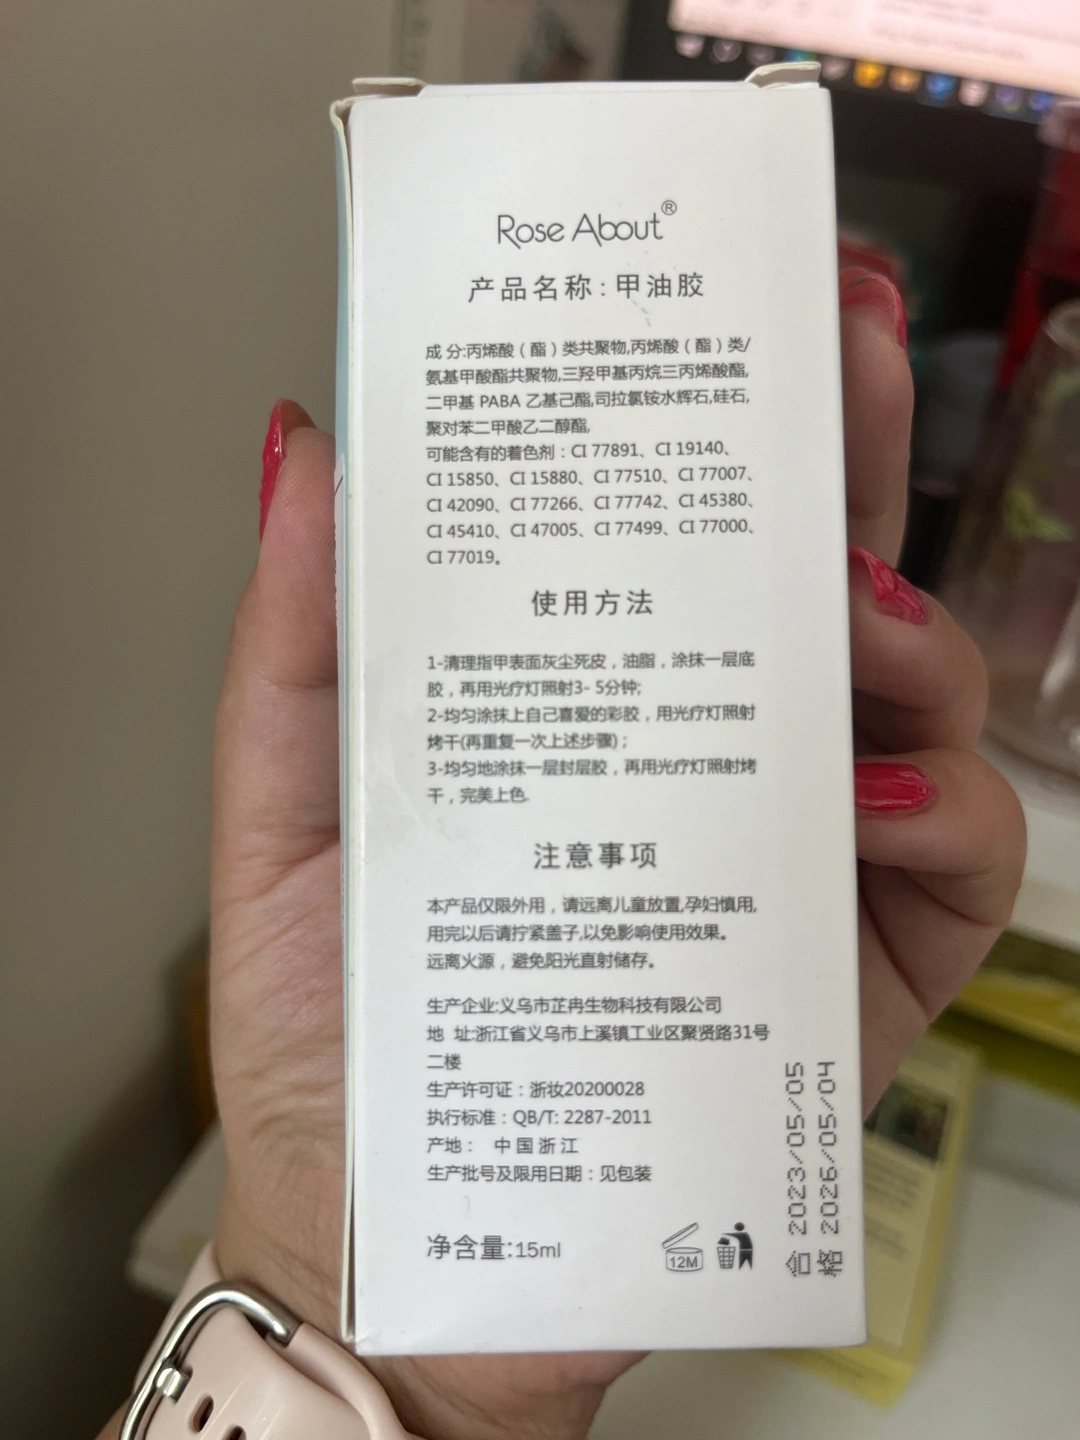 Rose About®
产品名称:甲油胶
成 分:丙烯酸（酯）类共聚物,丙烯酸（酯）类/
氨基甲酸酯共聚物,三羟甲基丙烷三丙烯酸酯,
二甲基 PABA 乙基己酯,司拉氯铵水辉石,硅石,
聚对苯二甲酸乙二醇酯,
可能含有的着色剂：CI 77891、CI 19140、
CI 15850、CI 15880、CI 77510、CI 77007、
CI 42090、CI 77266、CI 77742、CI 45380、
CI 45410、CI 47005、CI 77499、CI 77000、
CI 77019。
使用方法
1-清理指甲表面灰尘死皮，油脂，涂抹一层底
胶，再用光疗灯照射3- 5分钟;
2-均匀涂抹上自己喜爱的彩胶，用光疗灯照射
烤干(再重复一次上述步骤)；
3-均匀地涂抹一层封层胶，再用光疗灯照射烤
干，完美上色.
注意事项
本产品仅限外用，请远离儿童放置,孕妇慎用,
用完以后请拧紧盖子,以免影响使用效果。
远离火源，避免阳光直射储存。
生产企业:义乌市芷冉生物科技有限公司
地 址:浙江省义乌市上溪镇工业区聚贤路31号
二楼
生产许可证：浙妆20200028
执行标准：QB/T: 2287-2011
产地： 中国浙江
生产批号及限用日期：见包装
净含量:15ml
12M
合 2023/05/05
格 2026/05/04